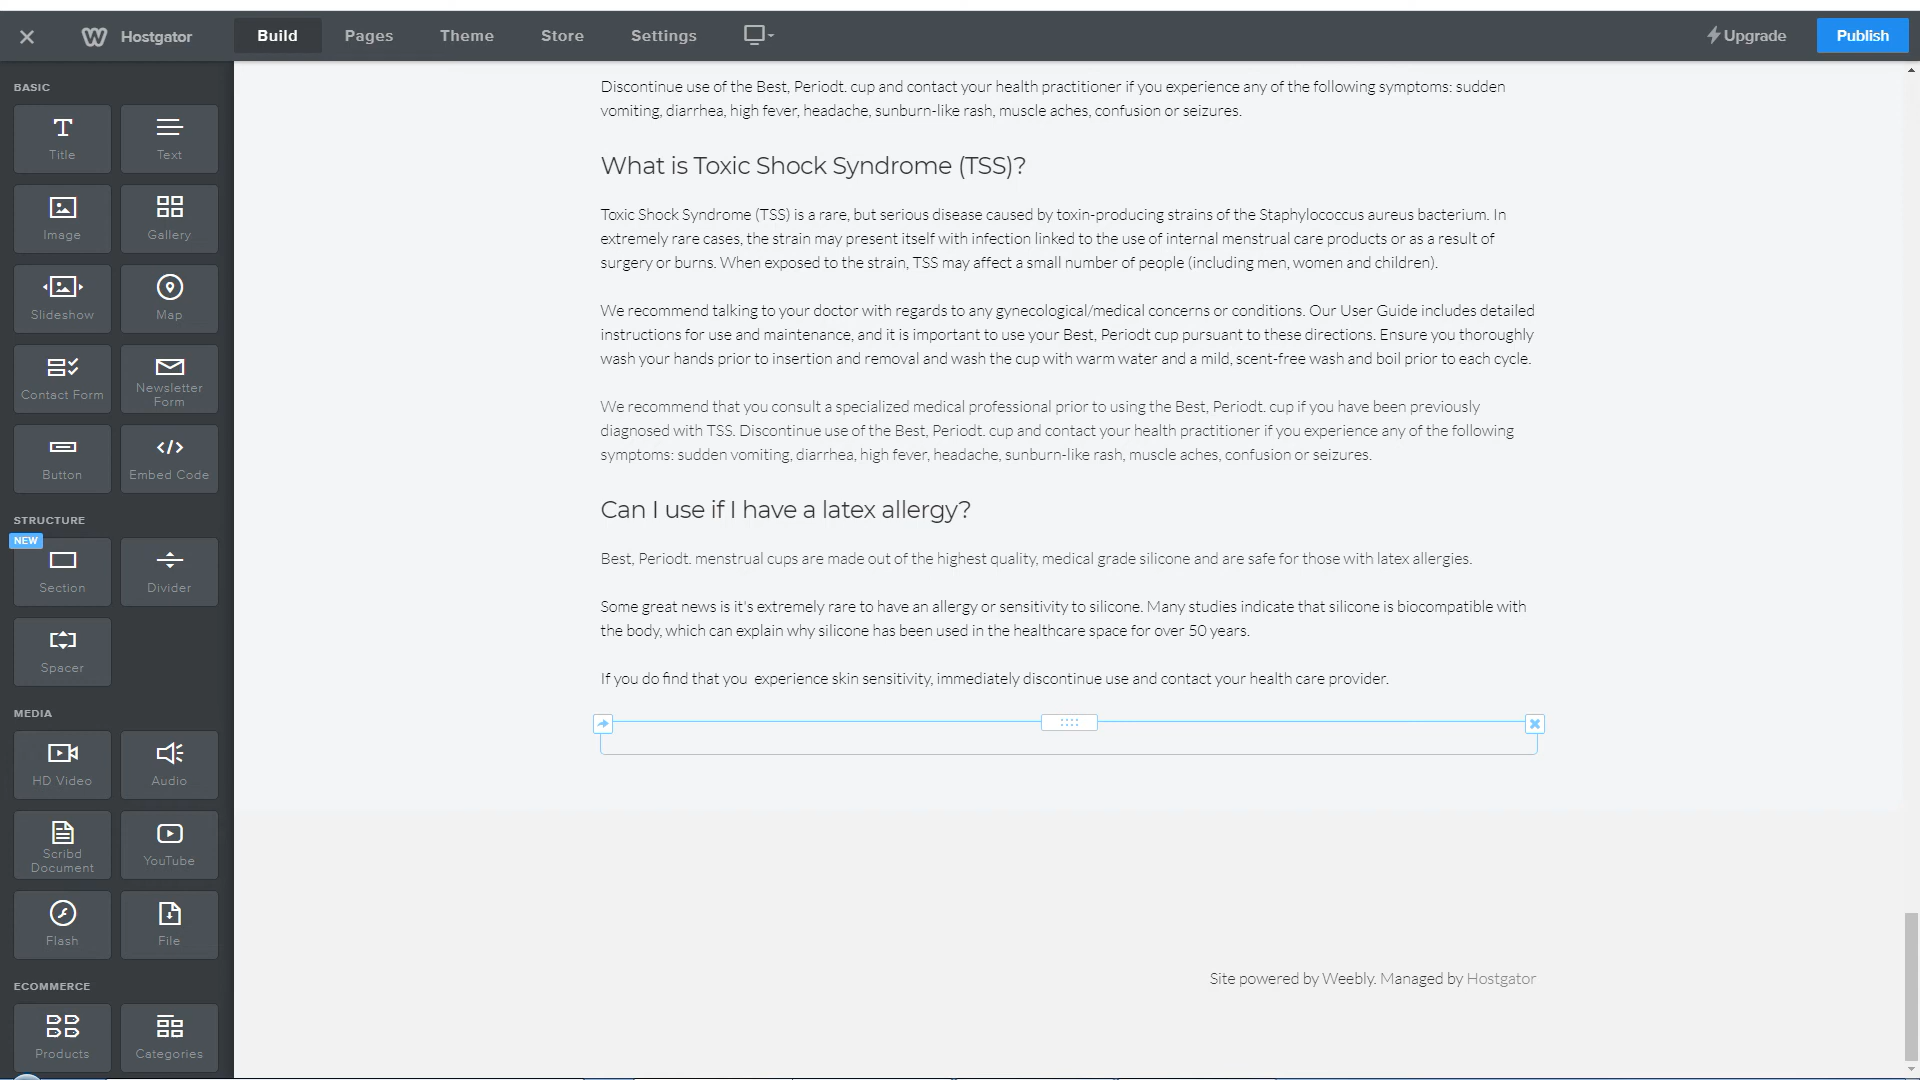 Hostgator
Build
Pages
Theme
Store
Settings
Upgrade
Publish
BASIC
Title
Text
Image
Gallery
Slideshow
Map
Contact Form
Newsletter
Form
Button
Embed Code
STRUCTURE
NEW
Section
Divider
Spacer
MEDIA
HD Video
Audio
Scribd
Document
YouTube
Flash
File
ECOMMERCE
Products
Categories
Discontinue use of the Best, Periodt. cup and contact your health practitioner if you experience any of the following symptoms: sudden
vomiting, diarrhea, high fever, headache, sunburn-like rash, muscle aches, confusion or seizures.
What is Toxic Shock Syndrome (TSS)?
Toxic Shock Syndrome (TSS) is a rare, but serious disease caused by toxin-producing strains of the Staphylococcus aureus bacterium. In
extremely rare cases, the strain may present itself with infection linked to the use of internal menstrual care products or as a result of
surgery or burns. When exposed to the strain, TSS may affect a small number of people (including men, women and children).
We recommend talking to your doctor with regards to any gynecological/medical concerns or conditions. Our User Guide includes detailed
instructions for use and maintenance, and it is important to use your Best, Periodt cup pursuant to these directions. Ensure you thoroughly
wash your hands prior to insertion and removal and wash the cup with warm water and a mild, scent-free wash and boil prior to each cycle.
We recommend that you consult a specialized medical professional prior to using the Best, Periodt. cup if you have been previously
diagnosed with TSS. Discontinue use of the Best, Periodt. cup and contact your health practitioner if you experience any of the following
symptoms: sudden vomiting, diarrhea, high fever, headache, sunburn-like rash, muscle aches, confusion or seizures.
Can I use if I have a latex allergy?
Best, Periodt. menstrual cups are made out of the highest quality, medical grade silicone and are safe for those with latex allergies.
Some great news is it's extremely rare to have an allergy or sensitivity to silicone. Many studies indicate that silicone is biocompatible with
the body, which can explain why silicone has been used in the healthcare space for over 50 years.
If you do find that you  experience skin sensitivity, immediately discontinue use and contact your health care provider.
Site powered by Weebly. Managed by Hostgator